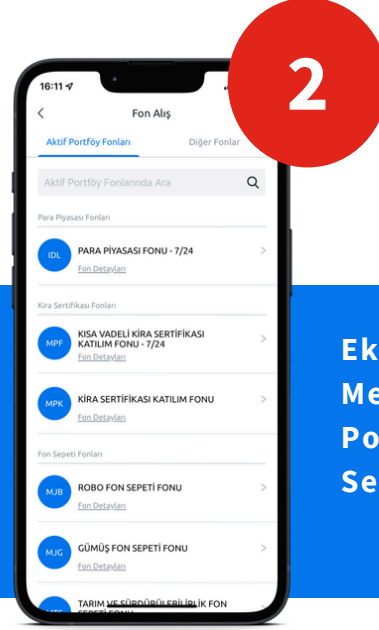 2
16:11
Fon Alış
Aktif Portföy Fonları
Diğer Fonlar
Aktif Portföy Fonlarında Ara
Para Piyasası Fonları
IDL
PARA PİYASASI FONU - 7/24
Fon Detayları
Kira Sertifikası Fonları
MPF
KISA VADELİ KİRA SERTİFİKASI
KATILIM FONU - 7/24
Fon Detayları
MPK
KİRA SERTİFİKASI KATILIM FONU
Fon Detayları
Fon Sepeti Fonları
MJB
ROBO FON SEPETİ FONU
Fon Detayları
MJG
GÜMÜŞ FON SEPETİ FONU
Fon Detayları
TARIM VE SÜRDÜRÜLEBİLİRLİK FON
SEPETİ FONU
Ek
Me
Po
Se